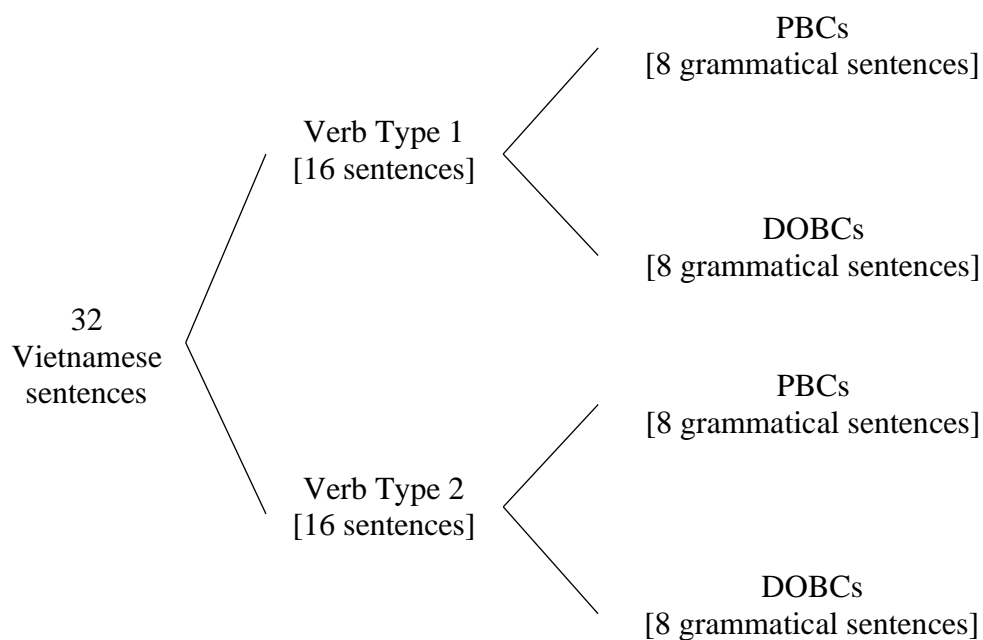 PBCs
[8 grammatical sentences]
Verb Type 1
[16 sentences]
DOBCs
[8 grammatical sentences]
32
Vietnamese
sentences
PBCs
[8 grammatical sentences]
Verb Type 2
[16 sentences]
DOBCs
[8 grammatical sentences]